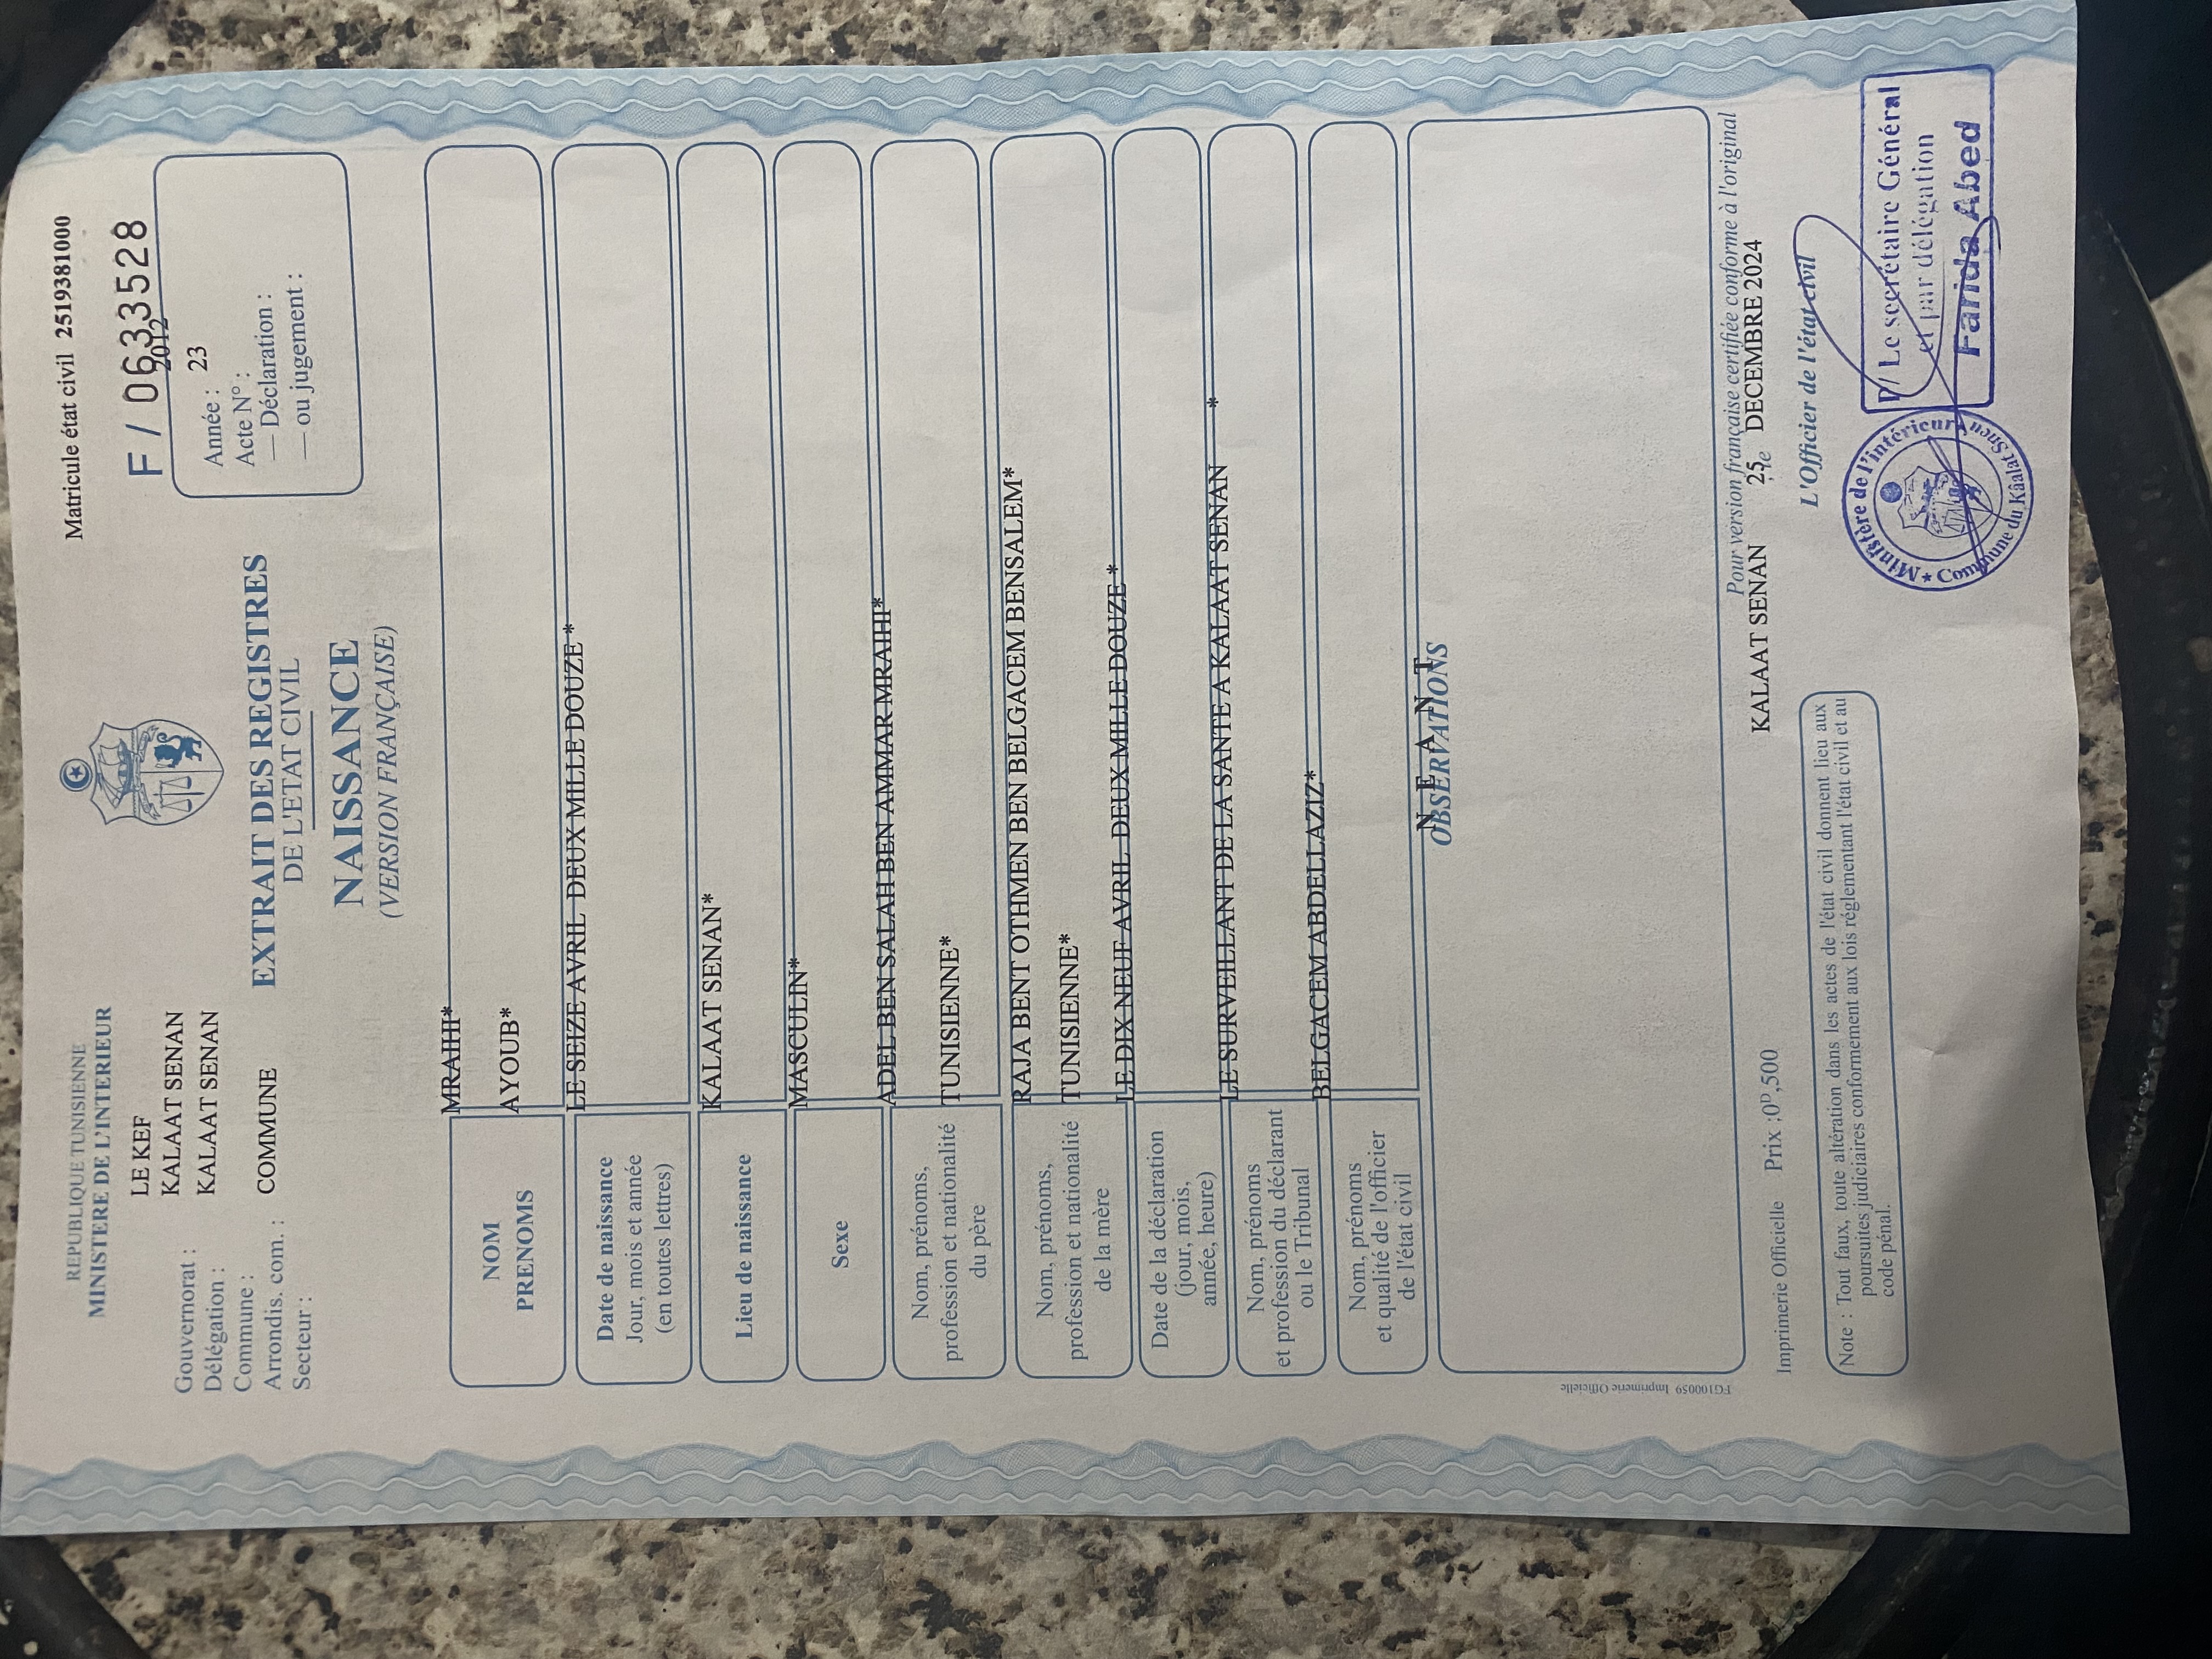 REPUBLIQUE TUNISIENNE
MINISTERE DE L'INTERIEUR
Matricule état civil 2519381000
F / 0633528
LE KEF
Gouvernorat :
KALAAT SENAN
Délégation :
KALAAT SENAN
Commune :
Arrondis. com. : COMMUNE
Secteur :
2012
Année : 23
Acte N° :
— Déclaration :
— ou jugement :
EXTRAIT DES REGISTRES
DE L'ETAT CIVIL
NAISSANCE
(VERSION FRANÇAISE)
NOM MRAIHI*
PRENOMS AYOUB*
Date de naissance
Jour, mois et année
(en toutes lettres)
LE SEIZE AVRIL DEUX MILLE DOUZE *
Lieu de naissance
KALAAT SENAN*
Sexe
MASCULIN*
Nom, prénoms,
profession et nationalité
du père
ADEL BEN SALAH BEN AMMAR MRAIHI*
TUNISIENNE*
Nom, prénoms,
profession et nationalité
de la mère
RAJA BENT OTHMEN BEN BELGACEM BENSALEM*
TUNISIENNE*
Date de la déclaration
(jour, mois,
année, heure)
LE DIX NEUF AVRIL DEUX MILLE DOUZE *
Nom, prénoms
et profession du déclarant
ou le Tribunal
LE SURVEILLANT DE LA SANTE A KALAAT SENAN *
Nom, prénoms
et qualité de l'officier
de l'état civil
BELGACEM ABDELLAZIZ*
N E A N T
OBSERVATIONS
FG100059 Imprimerie Officielle
Pour version française certifiée conforme à l'original
KALAAT SENAN 25 le DECEMBRE 2024
Imprimerie Officielle Prix : 0ᴰ,500
L'Officier de l'état civil
Note : Tout faux, toute altération dans les actes de l'état civil donnent lieu aux
poursuites judiciaires conformement aux lois réglementant l'état civil et au
code pénal.
Ministère de l'intérieur
★ Commune du Kâalat Snen ★
P/ Le secrétaire Général
et par délégation
Farida Abed